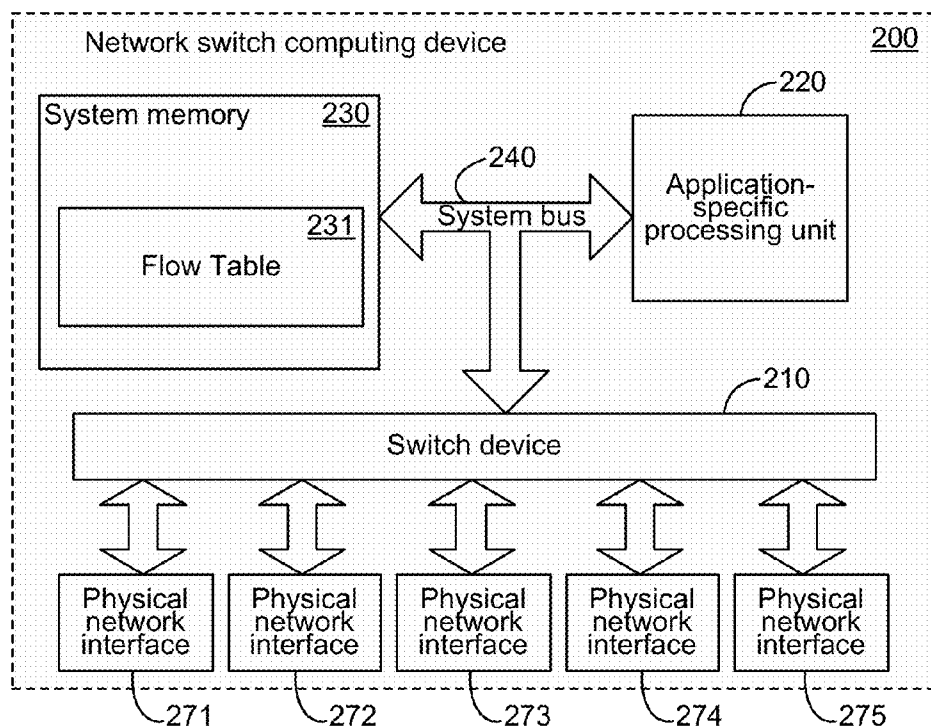 Network switch computing device
200
System memory
230
220
240
System bus
Application-
specific
processing unit
231
Flow Table
210
Switch device
Physical
network
interface
Physical
network
interface
Physical
network
interface
Physical
network
interface
Physical
network
interface
271
272
273
274
275